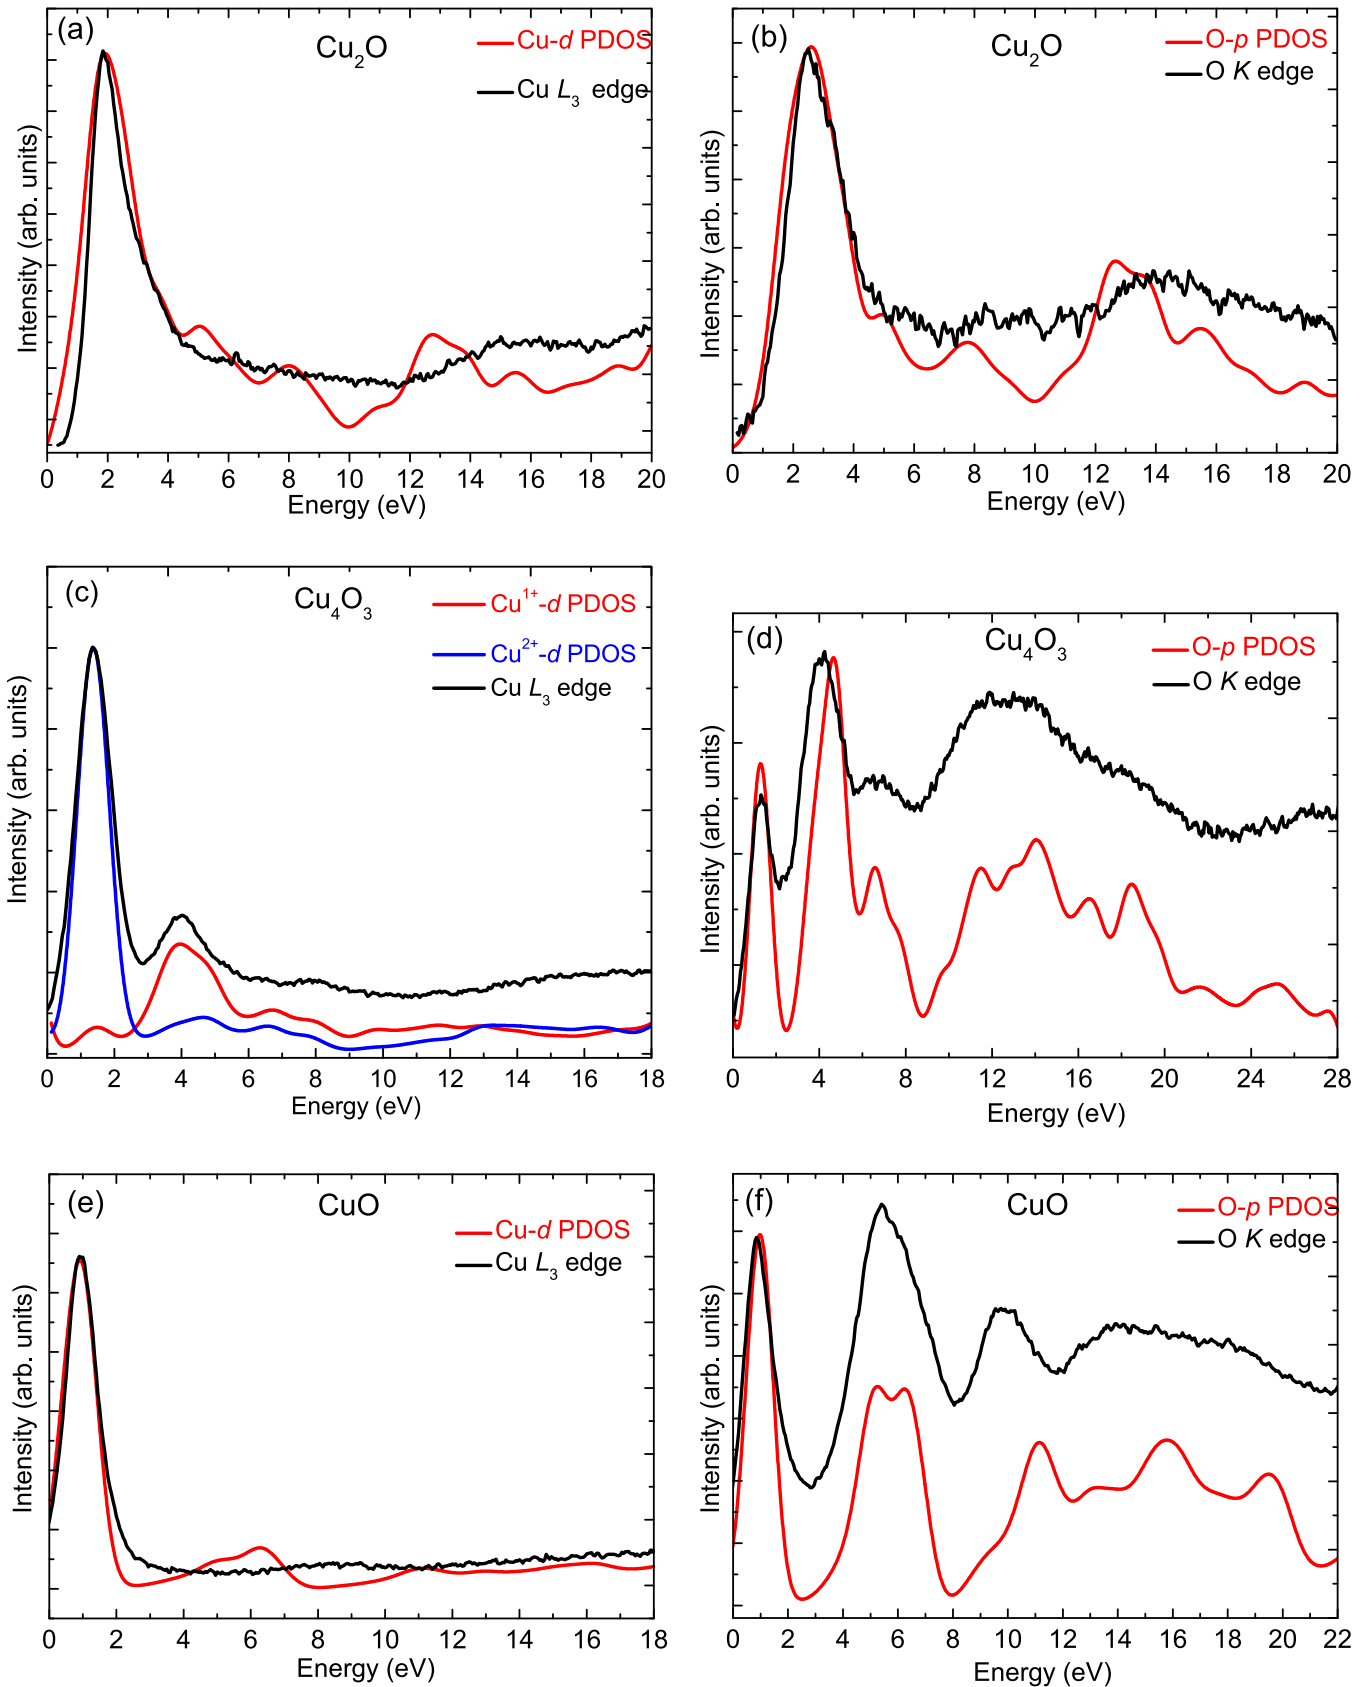 (a)
Cu₂O
Cu-d PDOS
Cu L₃ edge
Intensity (arb. units)
0 2 4 6 8 10 12 14 16 18 20
Energy (eV)
(b)
Cu₂O
O-p PDOS
O K edge
Intensity (arb. units)
0 2 4 6 8 10 12 14 16 18 20
Energy (eV)
(c)
Cu₄O₃
Cu¹⁺-d PDOS
Cu²⁺-d PDOS
Cu L₃ edge
Intensity (arb. units)
0 2 4 6 8 10 12 14 16 18
Energy (eV)
(d)
Cu₄O₃
O-p PDOS
O K edge
Intensity (arb. units)
0 4 8 12 16 20 24 28
Energy (eV)
(e)
CuO
Cu-d PDOS
Cu L₃ edge
Intensity (arb. units)
0 2 4 6 8 10 12 14 16 18
Energy (eV)
(f)
CuO
O-p PDOS
O K edge
Intensity (arb. units)
0 2 4 6 8 10 12 14 16 18 20 22
Energy (eV)